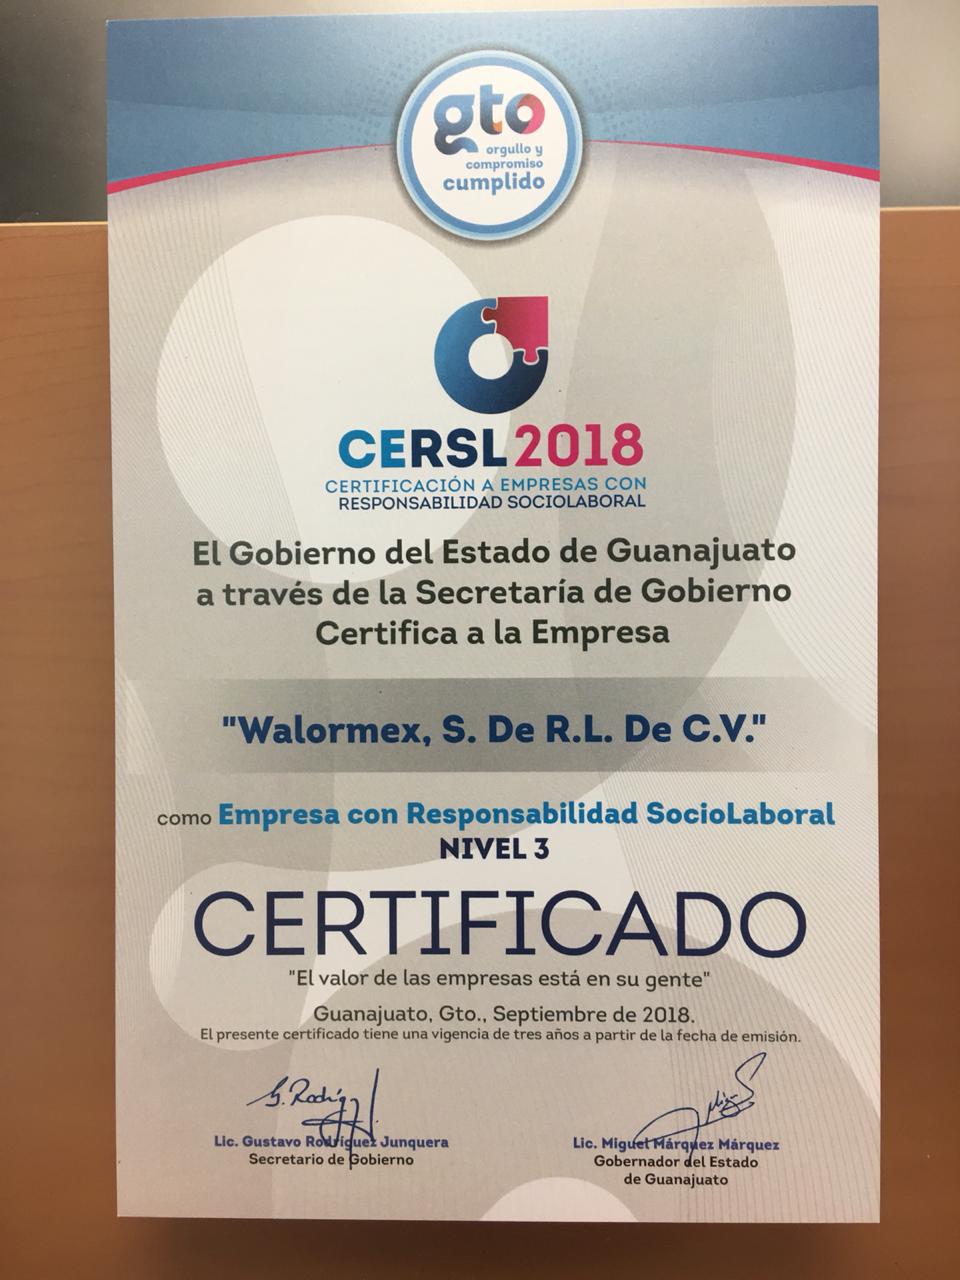 gto
orgullo y
compromiso
cumplido
CERSL 2018
CERTIFICACIÓN A EMPRESAS CON
RESPONSABILIDAD SOCIOLABORAL
El Gobierno del Estado de Guanajuato
a través de la Secretaría de Gobierno
Certifica a la Empresa
"Walormex, S. De R.L. De C.V."
como Empresa con Responsabilidad SocioLaboral
NIVEL 3
CERTIFICADO
"El valor de las empresas está en su gente"
Guanajuato, Gto., Septiembre de 2018.
El presente certificado tiene una vigencia de tres años a partir de la fecha de emisión.
G. Rodríg
Lic. Gustavo Rodríguez Junquera
Secretario de Gobierno
Lic. Miguel Márquez Márquez
Gobernador del Estado
de Guanajuato